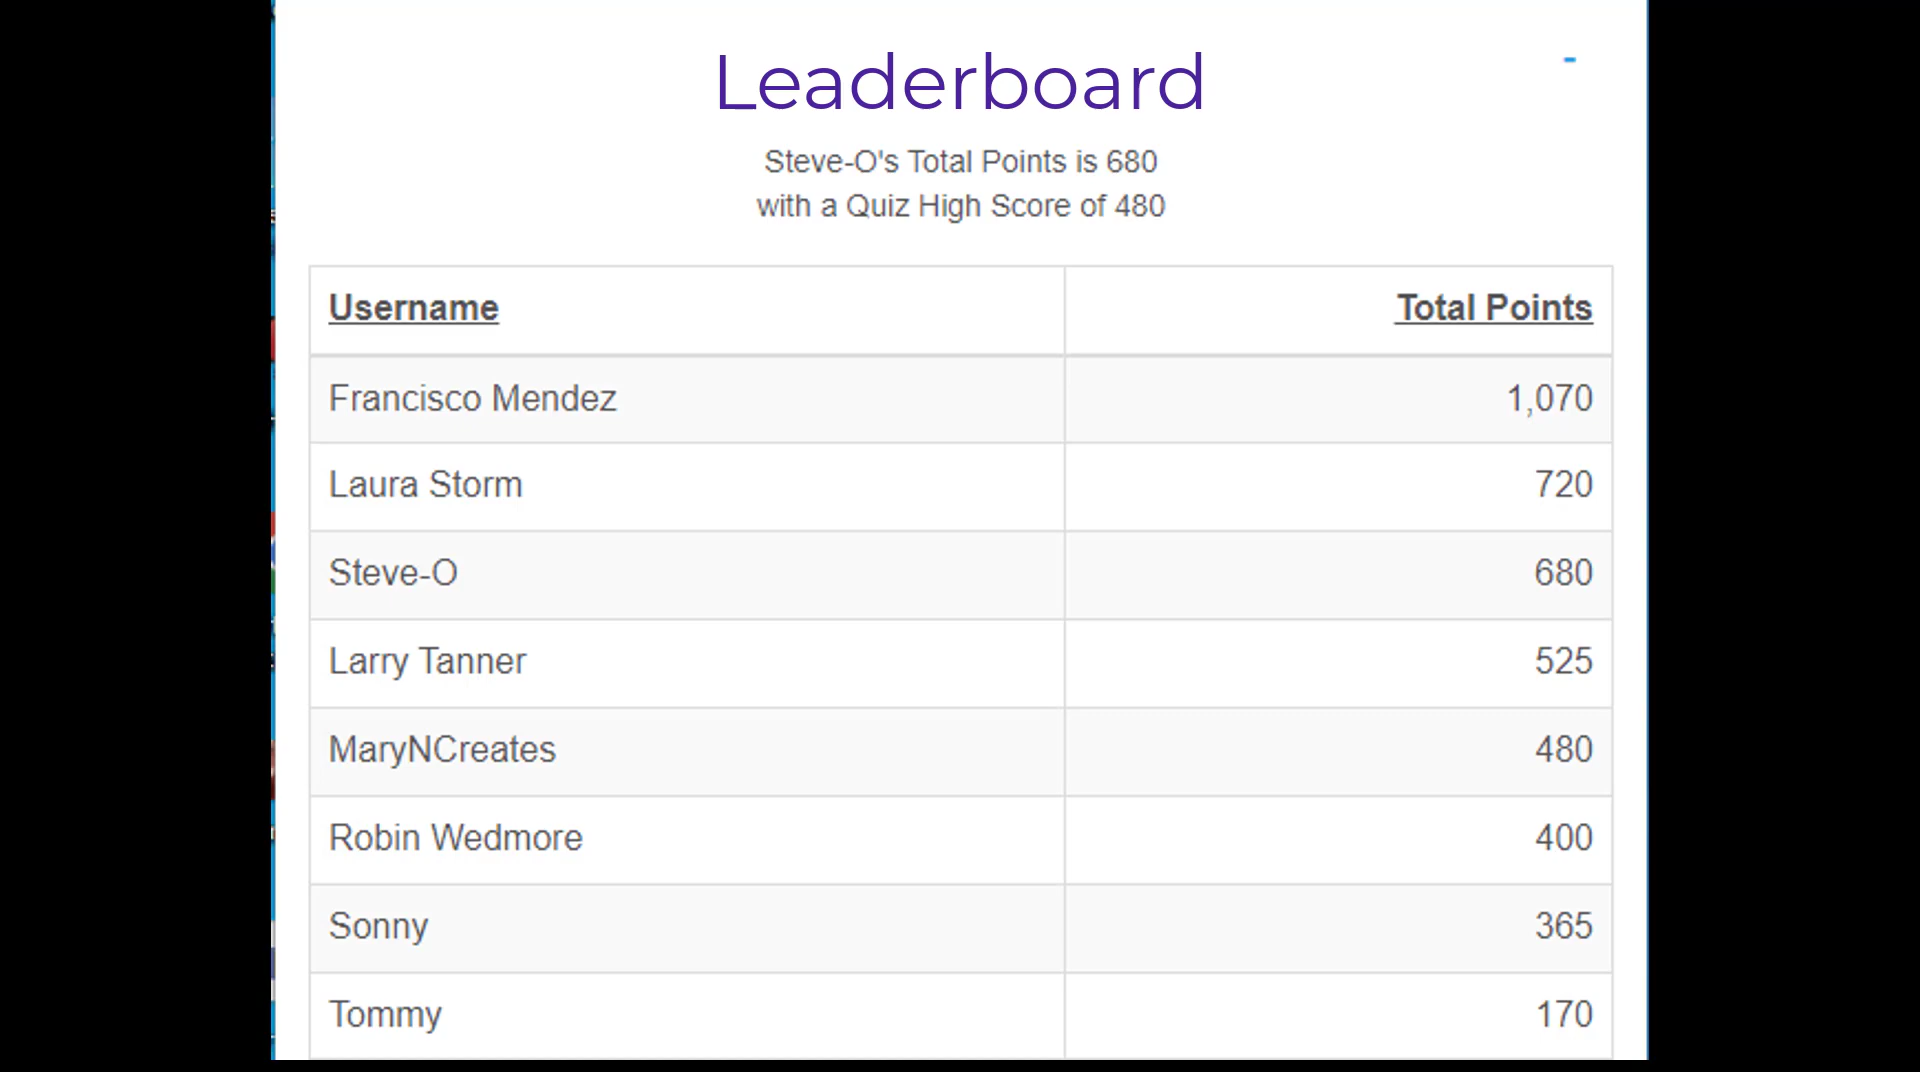 Leaderboard
Steve-O's Total Points is 680
with a Quiz High Score of 480
Username Total Points
Francisco Mendez 1,070
Laura Storm 720
Steve-O 680
Larry Tanner 525
MaryNCreates 480
Robin Wedmore 400
Sonny 365
Tommy 170